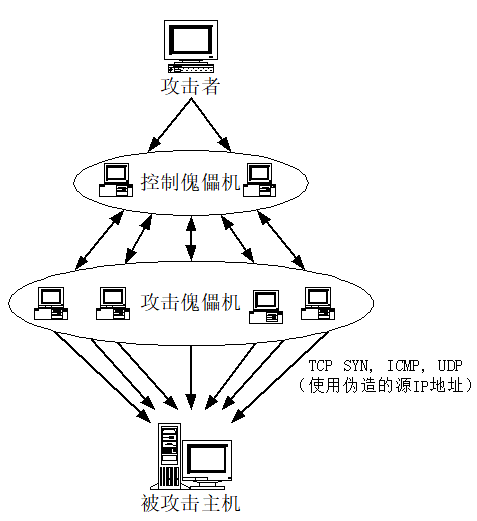 攻击者
控制傀儡机
攻击傀儡机
TCP SYN, ICMP, UDP
（使用伪造的源IP地址）
被攻击主机